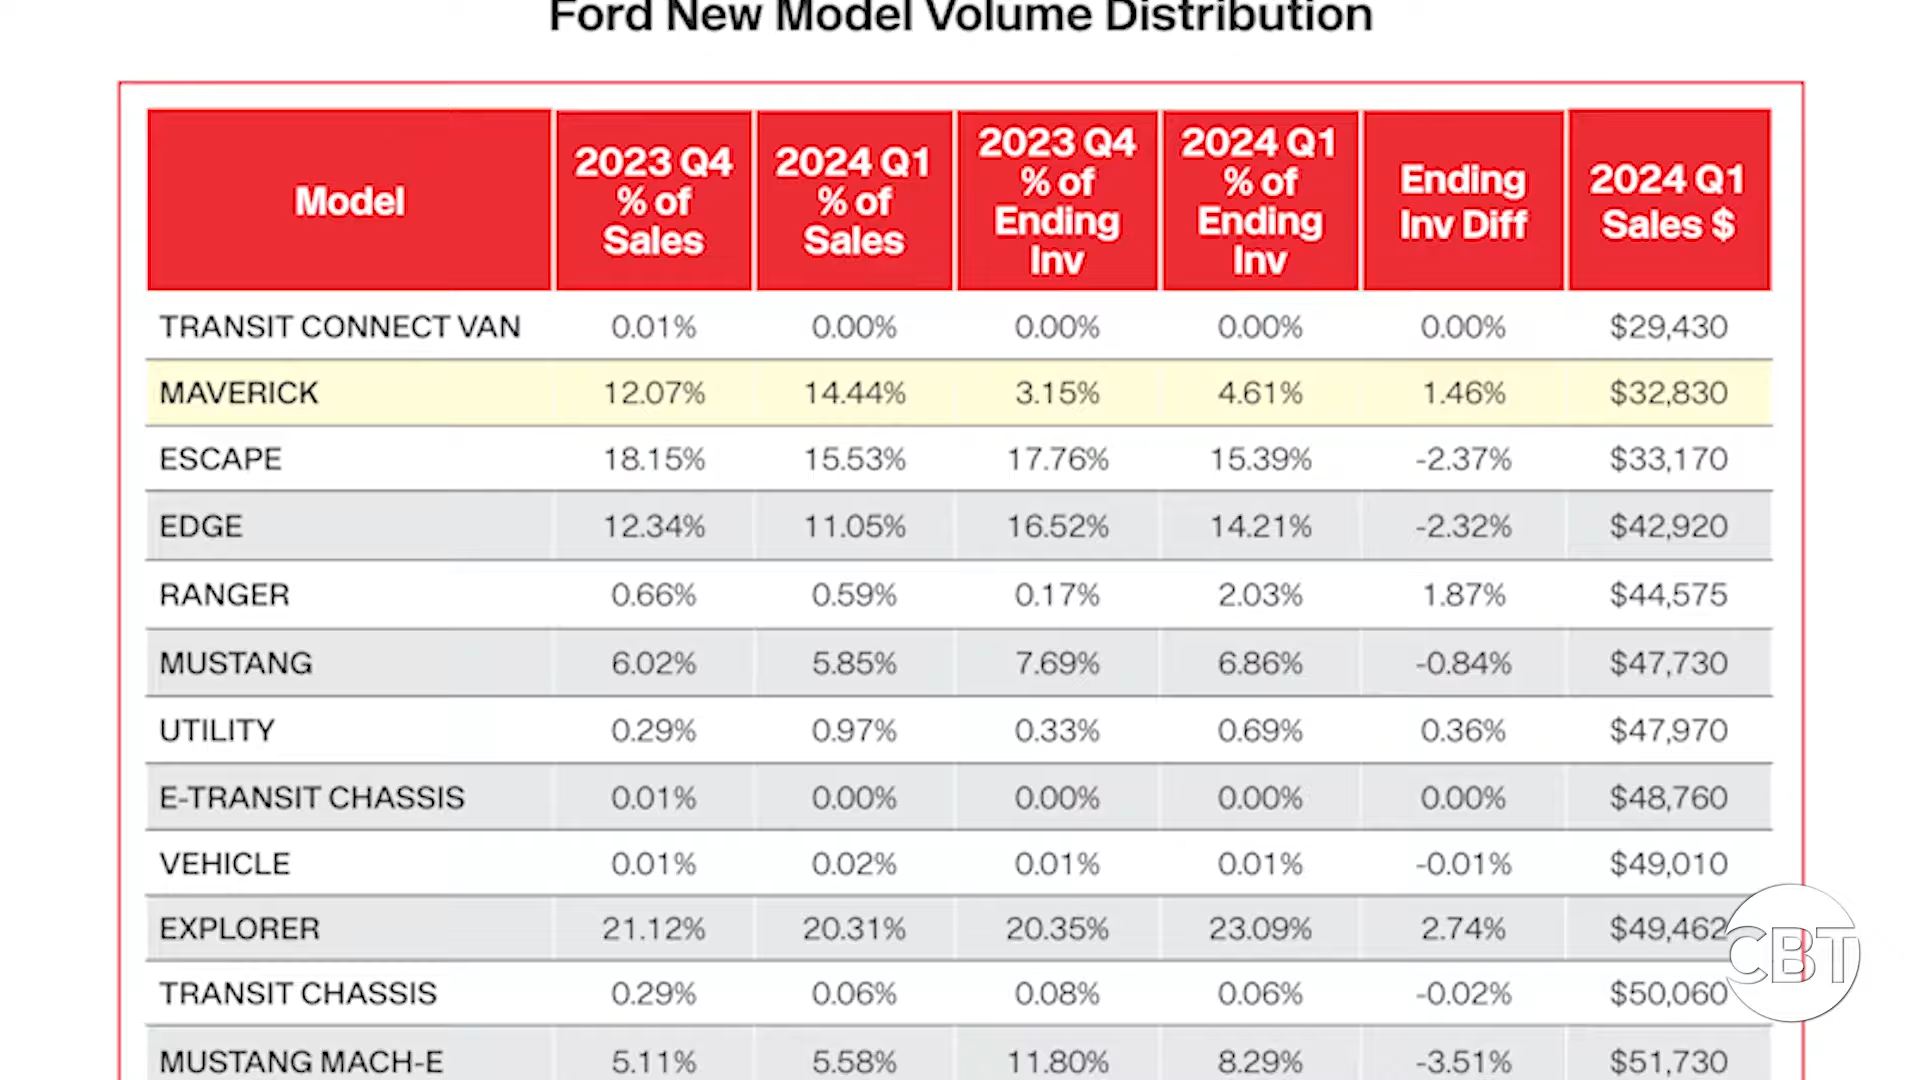 Ford New Model Volume Distribution
Model 2023 Q4 % of Sales 2024 Q1 % of Sales 2023 Q4 % of Ending Inv 2024 Q1 % of Ending Inv Ending Inv Diff 2024 Q1 Sales $
TRANSIT CONNECT VAN 0.01% 0.00% 0.00% 0.00% 0.00% $29,430
MAVERICK 12.07% 14.44% 3.15% 4.61% 1.46% $32,830
ESCAPE 18.15% 15.53% 17.76% 15.39% -2.37% $33,170
EDGE 12.34% 11.05% 16.52% 14.21% -2.32% $42,920
RANGER 0.66% 0.59% 0.17% 2.03% 1.87% $44,575
MUSTANG 6.02% 5.85% 7.69% 6.86% -0.84% $47,730
UTILITY 0.29% 0.97% 0.33% 0.69% 0.36% $47,970
E-TRANSIT CHASSIS 0.01% 0.00% 0.00% 0.00% 0.00% $48,760
VEHICLE 0.01% 0.02% 0.01% 0.01% -0.01% $49,010
EXPLORER 21.12% 20.31% 20.35% 23.09% 2.74% $49,462
CBT
TRANSIT CHASSIS 0.29% 0.06% 0.08% 0.06% -0.02% $50,060
MUSTANG MACH-E 5.11% 5.58% 11.80% 8.29% -3.51% $51,730